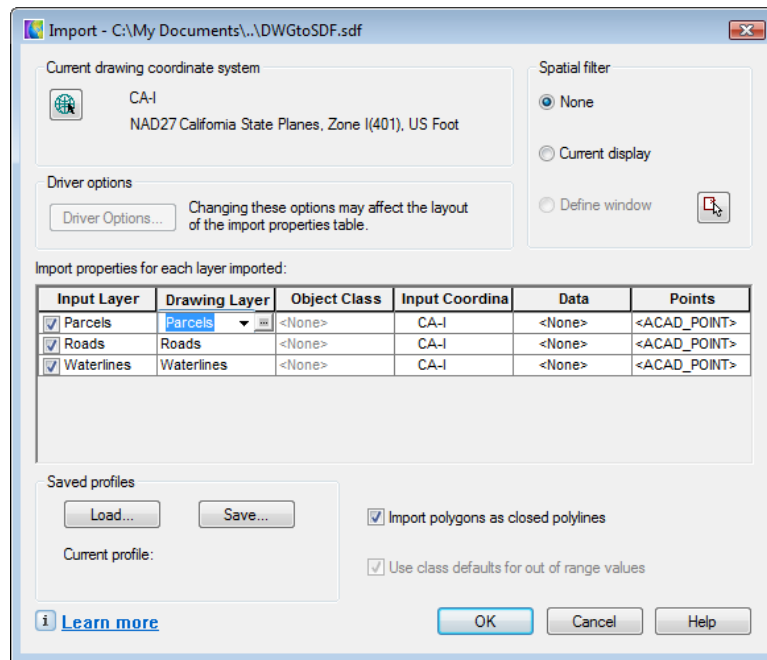 Import - C:\My Documents\..\DWGtoSDF.sdf
Current drawing coordinate system
CA-I
NAD27 California State Planes, Zone I(401), US Foot
Spatial filter
None
Current display
Define window
Driver options
Driver Options...
Changing these options may affect the layout
of the import properties table.
Import properties for each layer imported:
Input Layer Drawing Layer Object Class Input Coordina Data Points
Parcels Parcels ... <None> CA-I <None> <ACAD_POINT>
Roads Roads <None> CA-I <None> <ACAD_POINT>
Waterlines Waterlines <None> CA-I <None> <ACAD_POINT>
Saved profiles
Load... Save...
Current profile:
Import polygons as closed polylines
Use class defaults for out of range values
i Learn more
OK Cancel Help